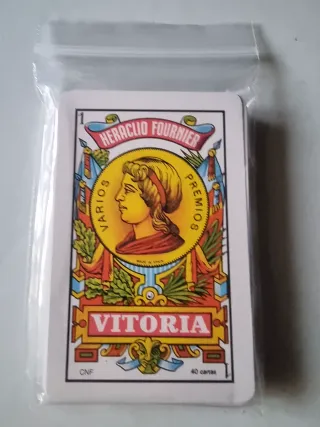 1
HERACLIO FOURNIER
VARIOS PREMIOS
VITORIA
CNF
40 cartas